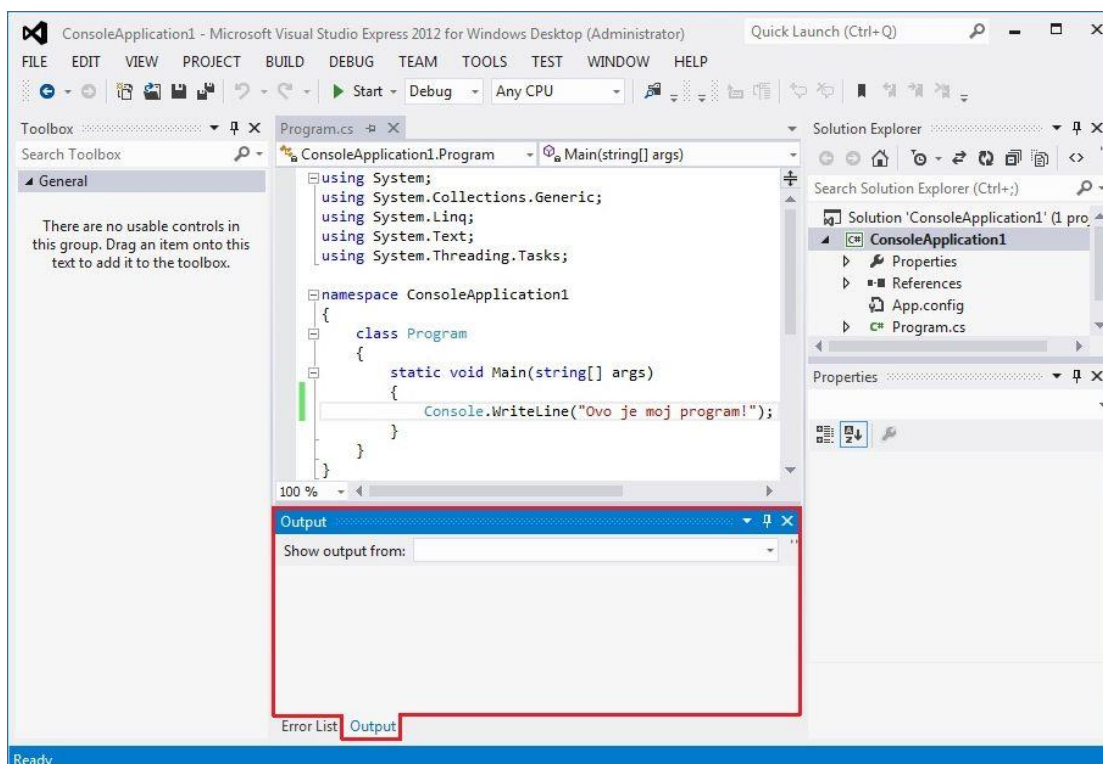 ConsoleApplication1 - Microsoft Visual Studio Express 2012 for Windows Desktop (Administrator)
Quick Launch (Ctrl+Q)
FILE EDIT VIEW PROJECT BUILD DEBUG TEAM TOOLS TEST WINDOW HELP
Start Debug Any CPU
Toolbox
Search Toolbox
General
There are no usable controls in
this group. Drag an item onto this
text to add it to the toolbox.
Program.cs
ConsoleApplication1.Program
Main(string[] args)
using System;
using System.Collections.Generic;
using System.Linq;
using System.Text;
using System.Threading.Tasks;
namespace ConsoleApplication1
{
class Program
{
static void Main(string[] args)
{
Console.WriteLine("Ovo je moj program!");
}
}
}
100 %
Output
Show output from:
Error List Output
Solution Explorer
Search Solution Explorer (Ctrl+;)
Solution 'ConsoleApplication1' (1 proj
C# ConsoleApplication1
Properties
References
App.config
C# Program.cs
Properties
Ready